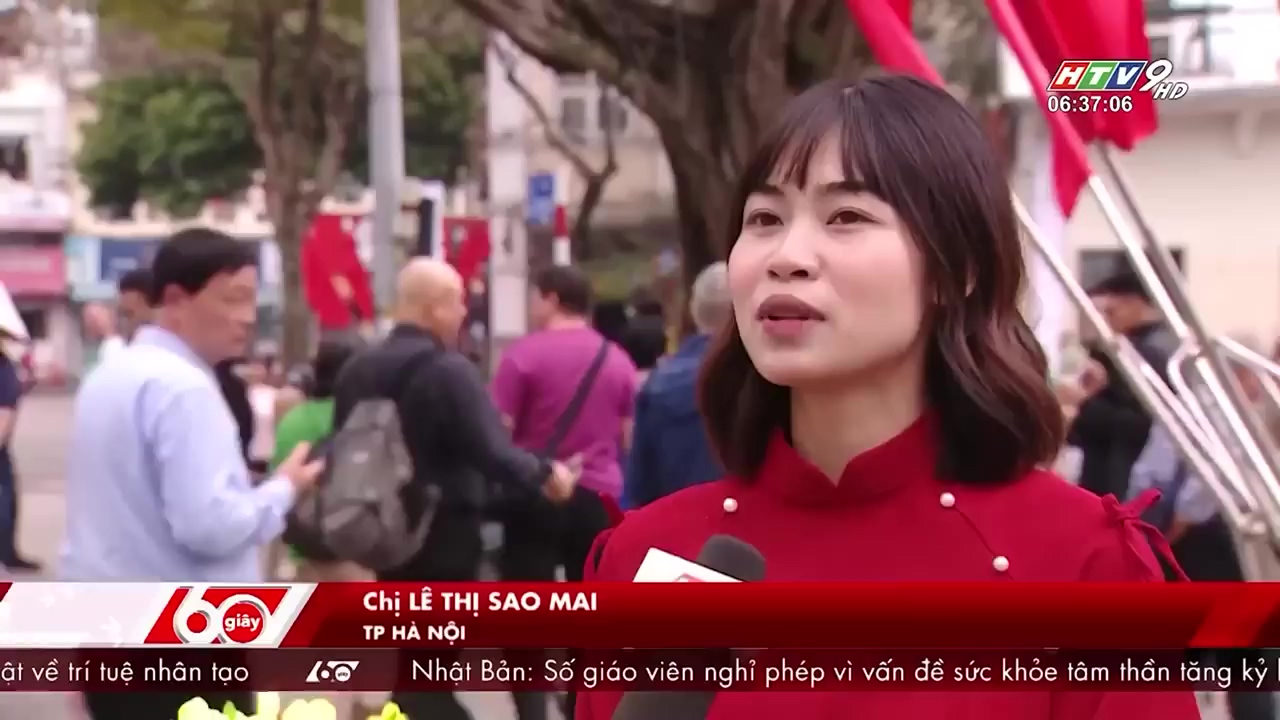 HTV9 HD
06:37:06
60 giây
Chị LÊ THỊ SAO MAI
TP HÀ NỘI
ật về trí tuệ nhân tạo
60 giây
Nhật Bản: Số giáo viên nghỉ phép vì vấn đề sức khỏe tâm thần tăng kỷ